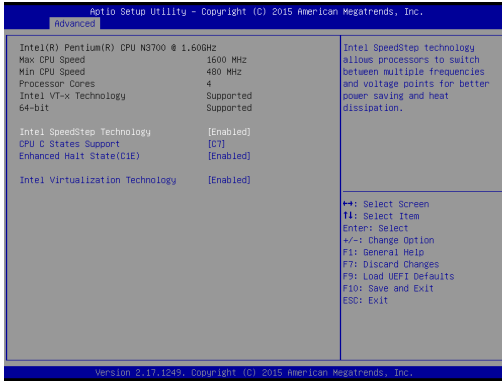 Aptio Setup Utility – Copyright (C) 2015 American Megatrends, Inc.
Advanced
Intel(R) Pentium(R) CPU N3700 @ 1.60GHz
Max CPU Speed 1600 MHz
Min CPU Speed 480 MHz
Processor Cores 4
Intel VT-x Technology Supported
64-bit Supported
Intel SpeedStep Technology [Enabled]
CPU C States Support [C7]
Enhanced Halt State(C1E) [Enabled]
Intel Virtualization Technology [Enabled]
Intel SpeedStep technology
allows processors to switch
between multiple frequencies
and voltage points for better
power saving and heat
dissipation.
↔: Select Screen
↑↓: Select Item
Enter: Select
+/-: Change Option
F1: General Help
F7: Discard Changes
F9: Load UEFI Defaults
F10: Save and Exit
ESC: Exit
Version 2.17.1249. Copyright (C) 2015 American Megatrends, Inc.